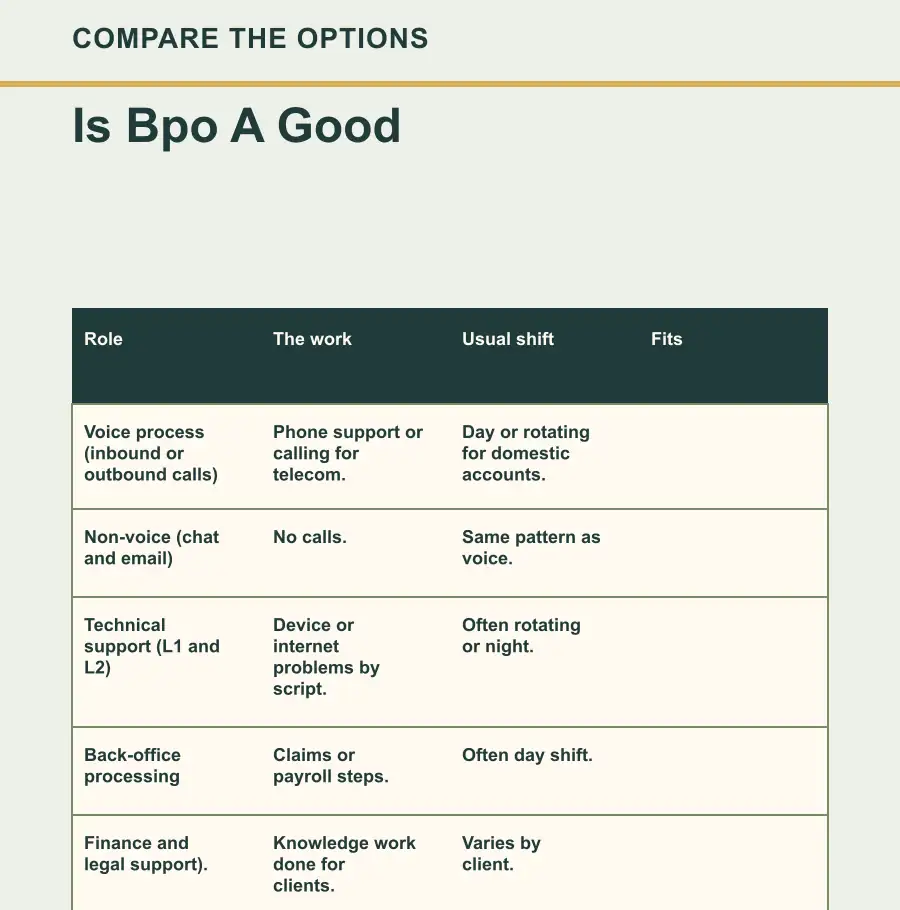 COMPARE THE OPTIONS
Is Bpo A Good
Role
The work
Usual shift
Fits
Voice process
(inbound or
outbound calls)
Phone support or
calling for
telecom.
Day or rotating
for domestic
accounts.
Non-voice (chat
and email)
No calls.
Same pattern as
voice.
Technical
support (L1 and
L2)
Device or
internet
problems by
script.
Often rotating
or night.
Back-office
processing
Claims or
payroll steps.
Often day shift.
Finance and
legal support).
Knowledge work
done for
clients.
Varies by
client.